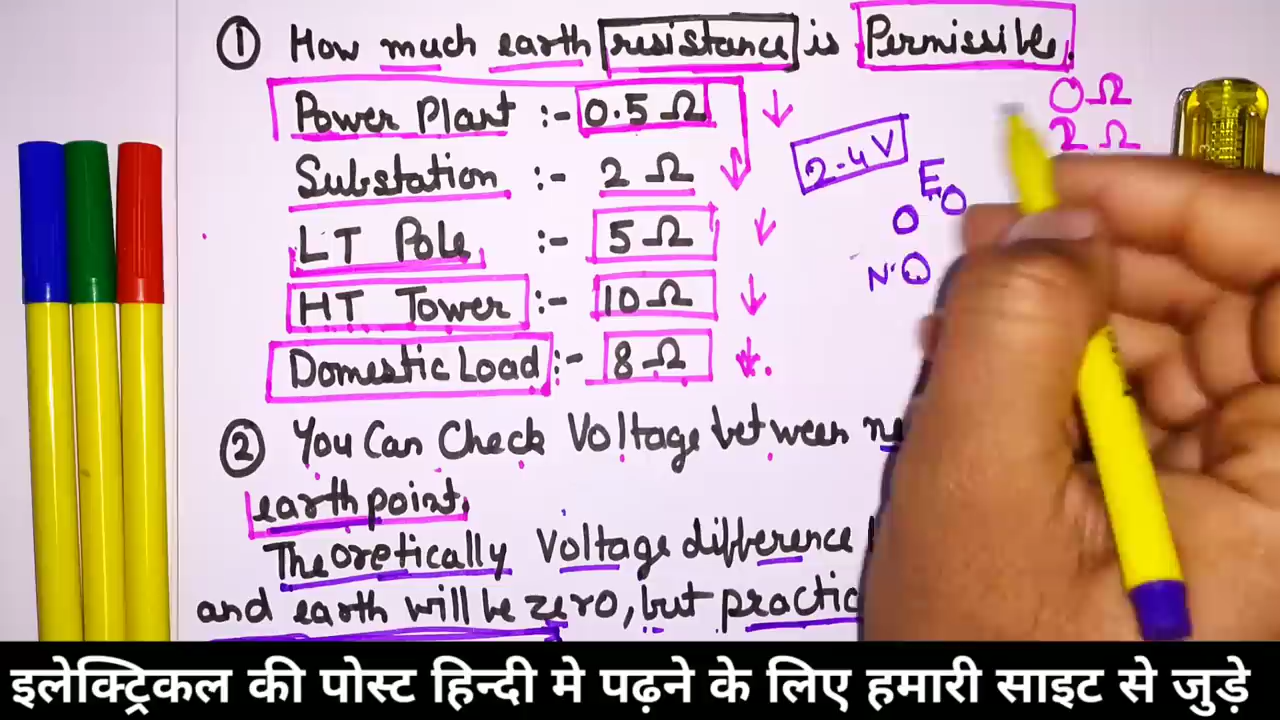 ① How much earth resistance is Permissible.
Power Plant :- 0.5 Ω
Substation :- 2 Ω
LT Pole :- 5 Ω
HT Tower :- 10 Ω
Domestic Load :- 8 Ω
0 Ω
2 Ω
2-4 V
E
N
② You Can Check Voltage between
earth point.
Theoretically Voltage difference
and earth will be zero, but
इलेक्ट्रिकल की पोस्ट हिन्दी मे पढ़ने के लिए हमारी साइट से जुड़े